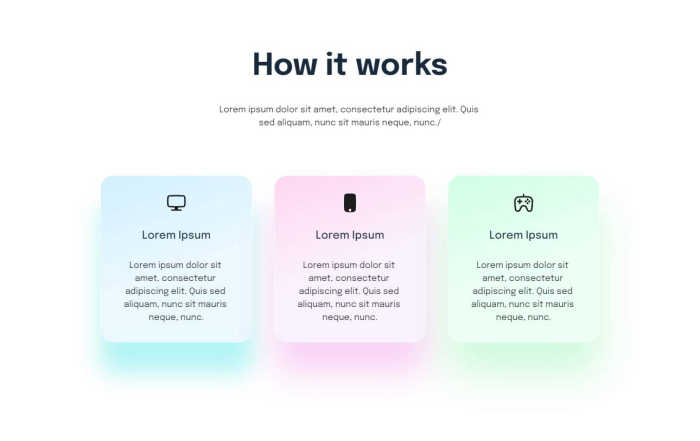 How it works
Lorem ipsum dolor sit amet, consectetur adipiscing elit. Quis
sed aliquam, nunc sit mauris neque, nunc./
Lorem Ipsum
Lorem ipsum dolor sit
amet, consectetur
adipiscing elit. Quis sed
aliquam, nunc sit mauris
neque, nunc.
Lorem Ipsum
Lorem ipsum dolor sit
amet, consectetur
adipiscing elit. Quis sed
aliquam, nunc sit mauris
neque, nunc.
Lorem Ipsum
Lorem ipsum dolor sit
amet, consectetur
adipiscing elit. Quis sed
aliquam, nunc sit mauris
neque, nunc.